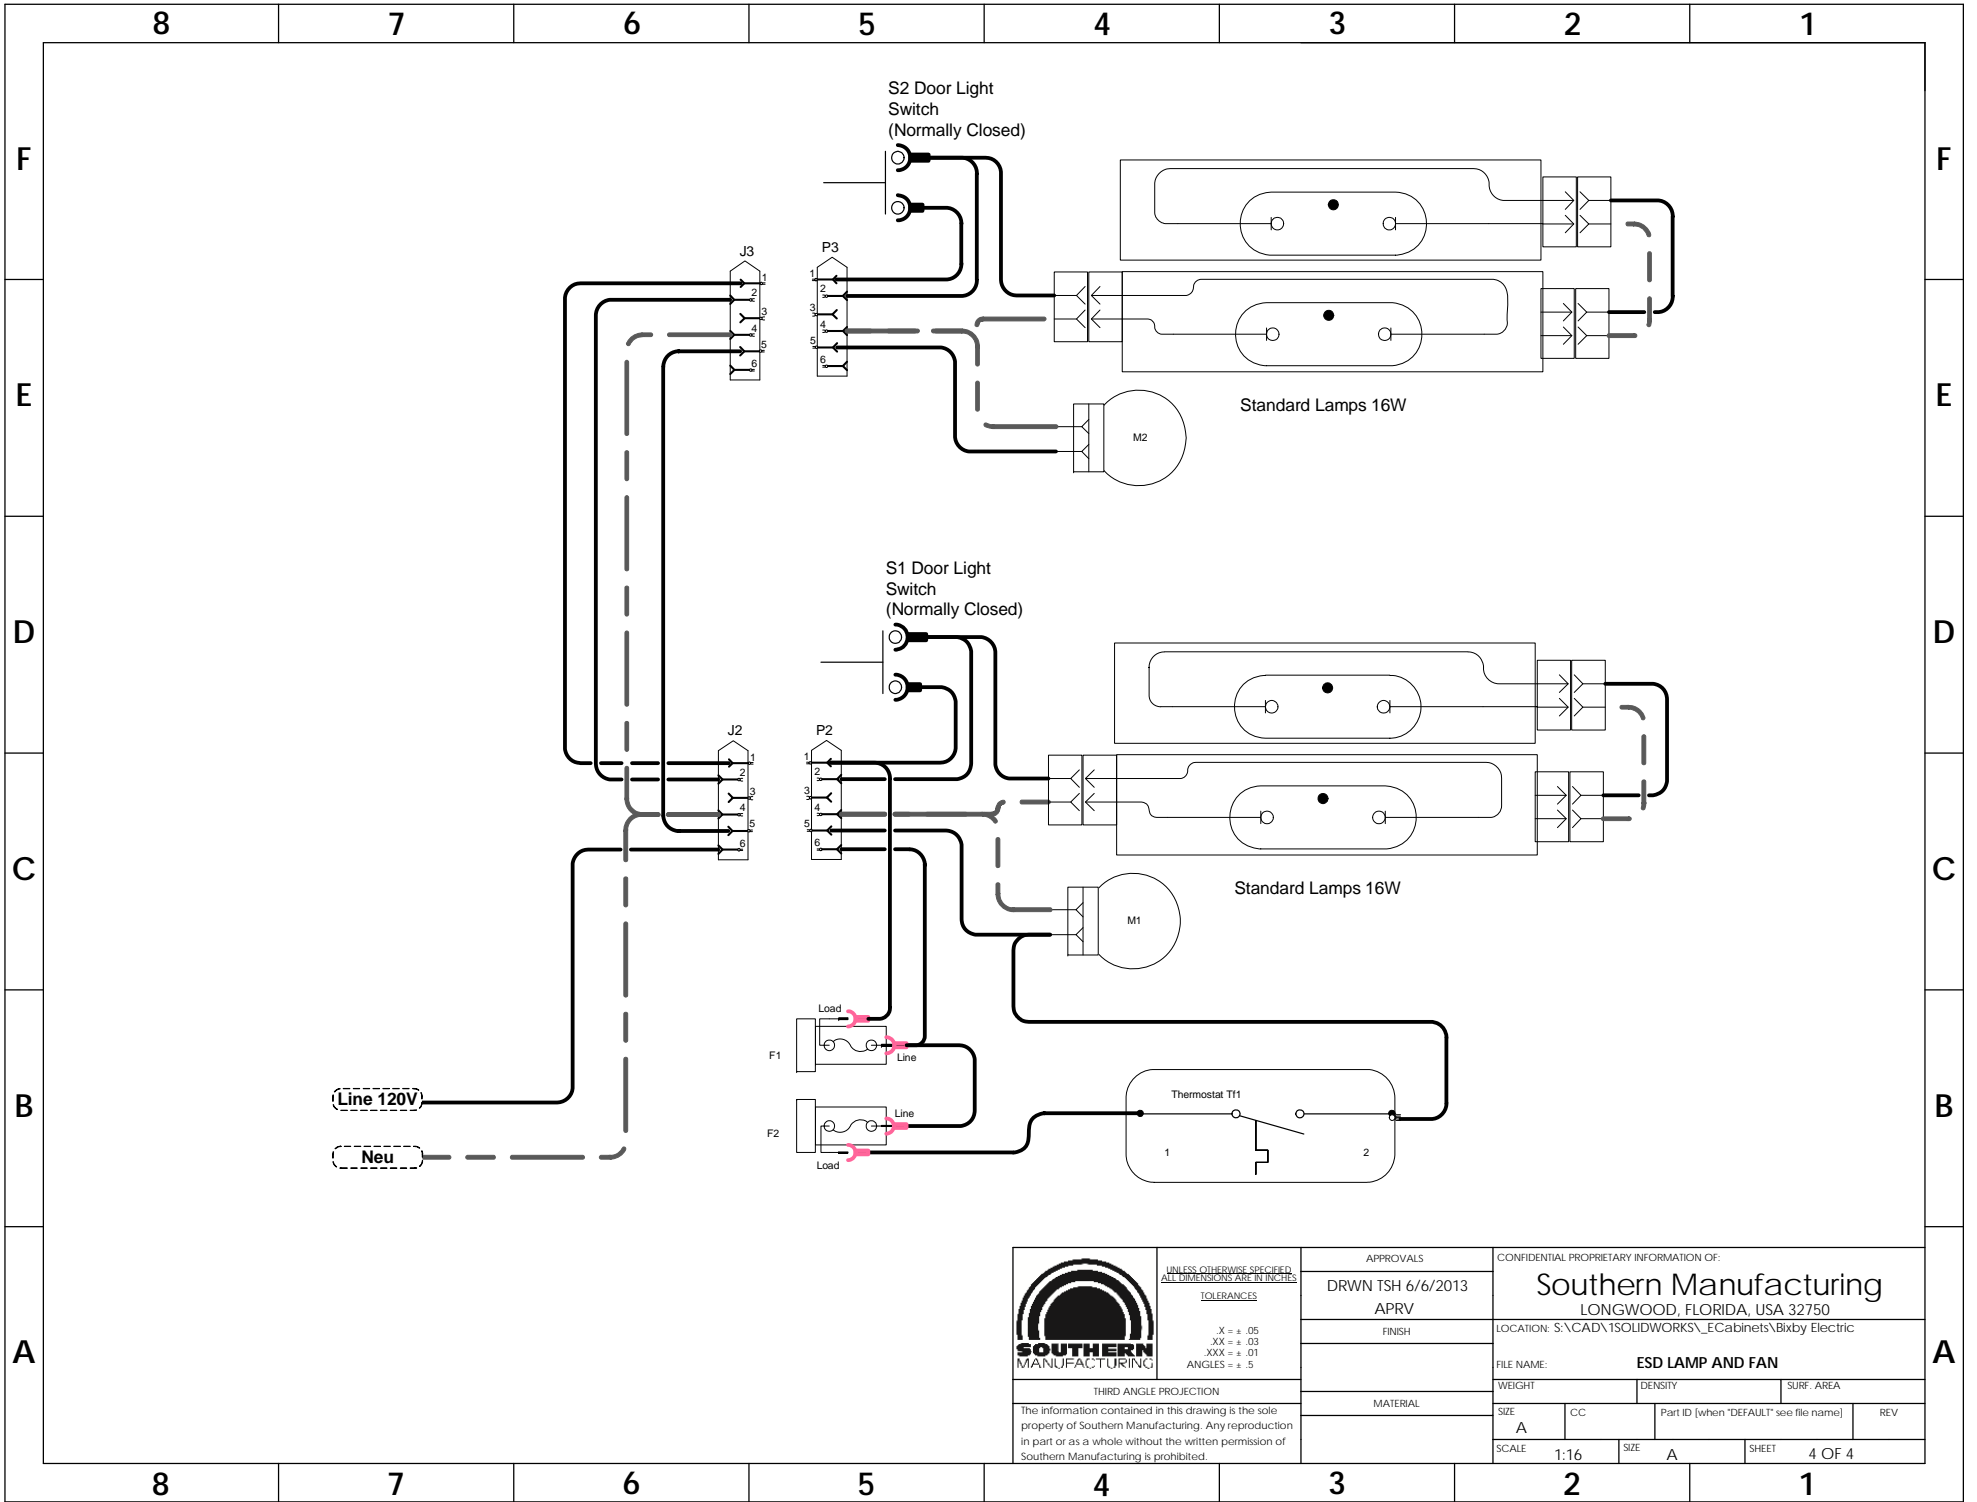 8 7 6 5 4 3 2 1
S2 Door Light
Switch
(Normally Closed)
F F
J3 P3
1 1
2 2
3 3
4 4
5 5
6 6
E E
Standard Lamps 16W
M2
S1 Door Light
Switch
(Normally Closed)
D D
J2 P2
1 1
2 2
3 3
4 4
5 5
6 6
C C
Standard Lamps 16W
M1
Load
F1
Line
B B
Line 120V
Thermostat Tf1
Line
F2
1 2
Neu
Load
A A
SOUTHERN
MANUFACTURING
UNLESS OTHERWISE SPECIFIED
ALL DIMENSIONS ARE IN INCHES
TOLERANCES
.X = ± .05
.XX = ± .03
.XXX = ± .01
ANGLES = ± .5
THIRD ANGLE PROJECTION
The information contained in this drawing is the sole
property of Southern Manufacturing. Any reproduction
in part or as a whole without the written permission of
Southern Manufacturing is prohibited.
APPROVALS
DRWN TSH 6/6/2013
APRV
FINISH
MATERIAL
CONFIDENTIAL PROPRIETARY INFORMATION OF:
Southern Manufacturing
LONGWOOD, FLORIDA, USA 32750
LOCATION: S:\CAD\1SOLIDWORKS\_ECabinets\Bixby Electric
FILE NAME: ESD LAMP AND FAN
WEIGHT DENSITY SURF. AREA
SIZE CC Part ID [when "DEFAULT" see file name] REV
A
SCALE 1:16 SIZE A SHEET 4 OF 4
8 7 6 5 4 3 2 1